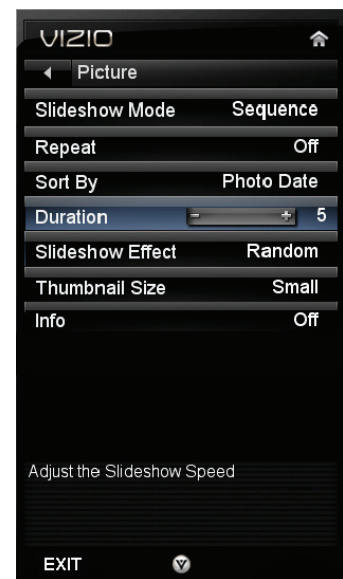 VIZIO
Picture
Slideshow Mode Sequence
Repeat Off
Sort By Photo Date
Duration - + 5
Slideshow Effect Random
Thumbnail Size Small
Info Off
Adjust the Slideshow Speed
EXIT V